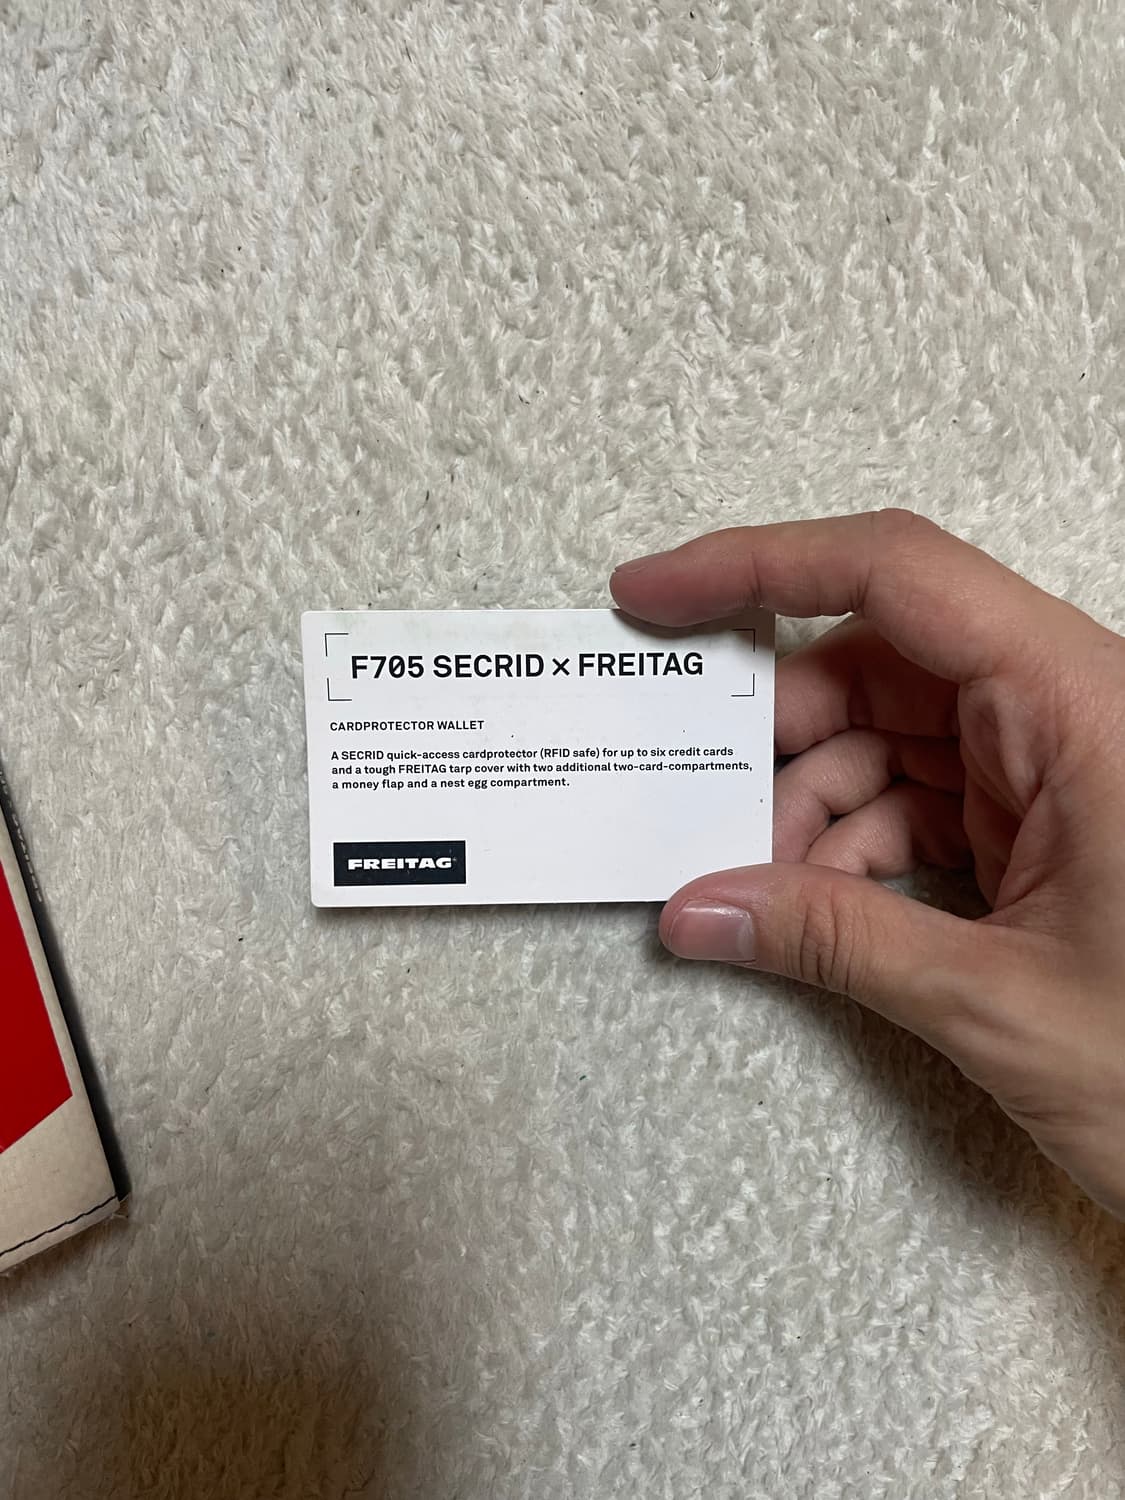 F705 SECRID × FREITAG
CARDPROTECTOR WALLET
A SECRID quick-access cardprotector (RFID safe) for up to six credit cards
and a tough FREITAG tarp cover with two additional two-card-compartments,
a money flap and a nest egg compartment.
FREITAG